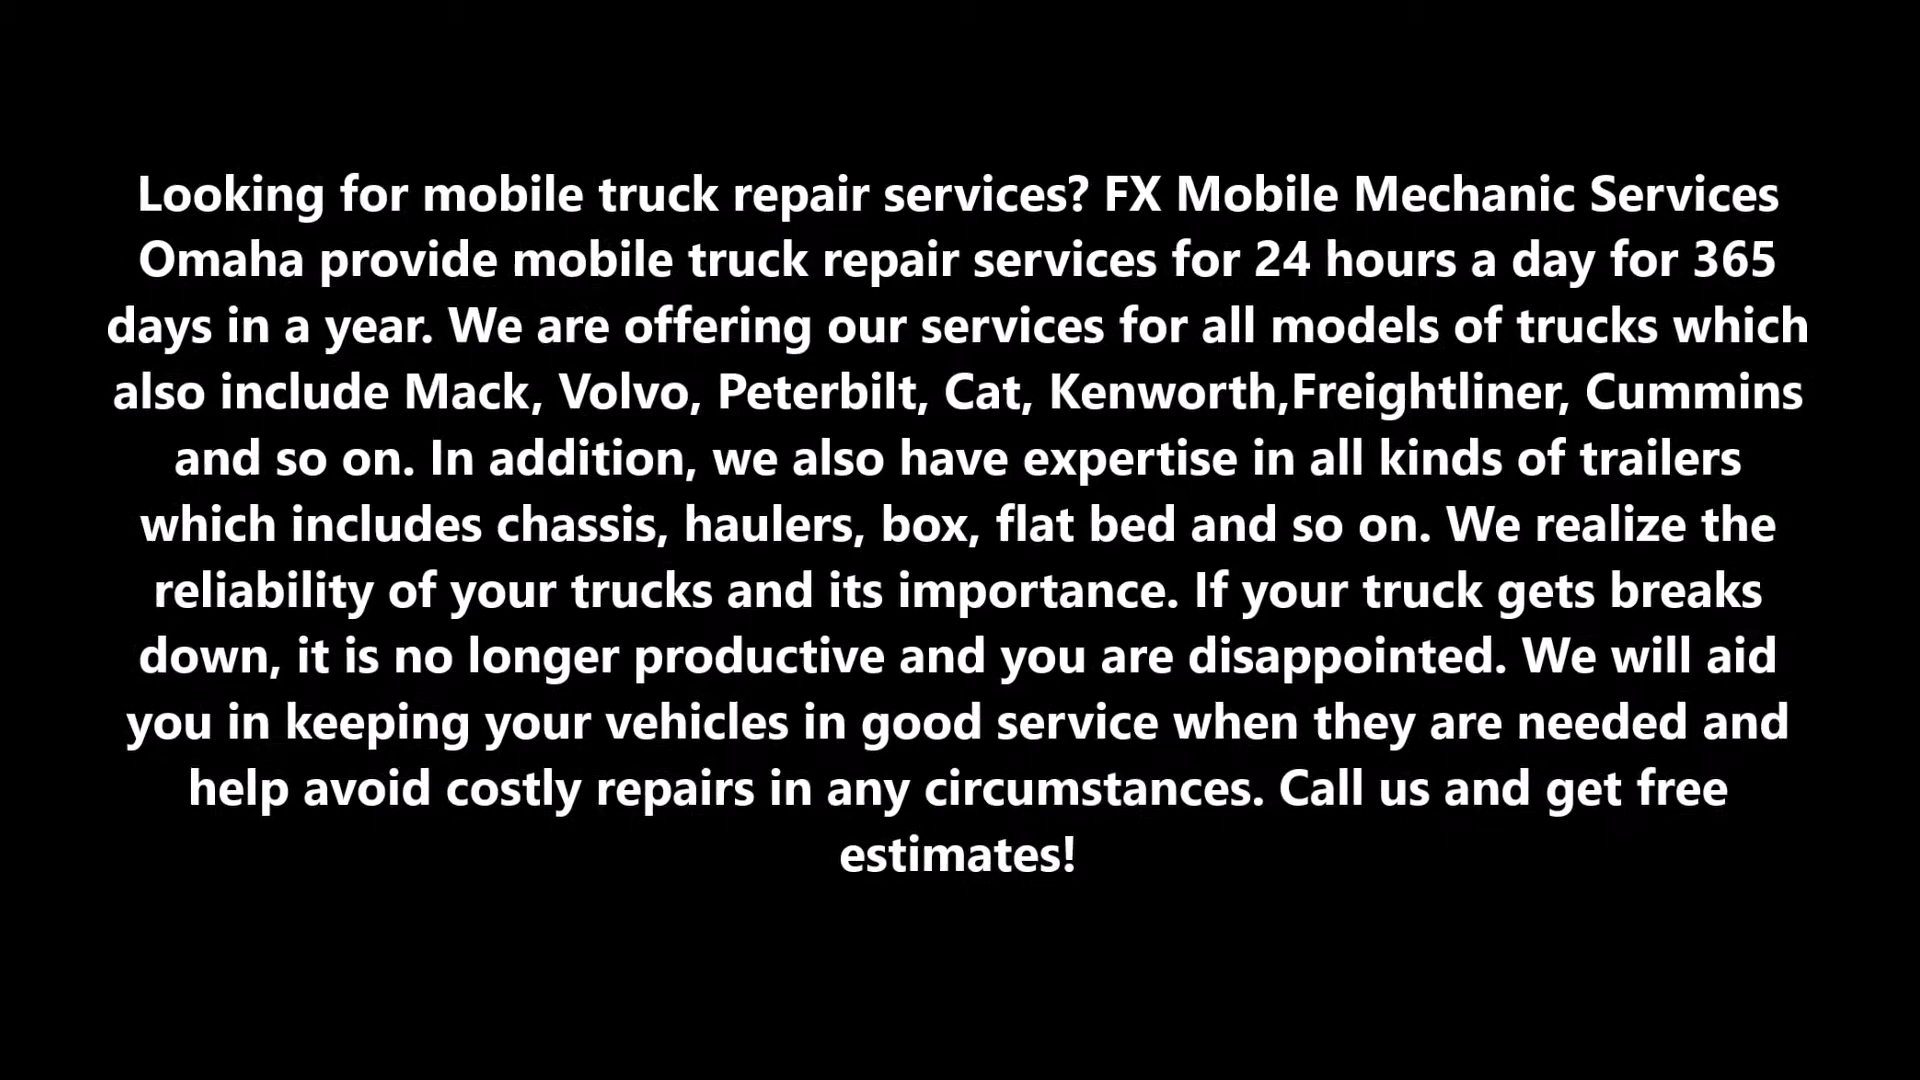 Looking for mobile truck repair services? FX Mobile Mechanic Services
Omaha provide mobile truck repair services for 24 hours a day for 365
days in a year. We are offering our services for all models of trucks which
also include Mack, Volvo, Peterbilt, Cat, Kenworth,Freightliner, Cummins
and so on. In addition, we also have expertise in all kinds of trailers
which includes chassis, haulers, box, flat bed and so on. We realize the
reliability of your trucks and its importance. If your truck gets breaks
down, it is no longer productive and you are disappointed. We will aid
you in keeping your vehicles in good service when they are needed and
help avoid costly repairs in any circumstances. Call us and get free
estimates!